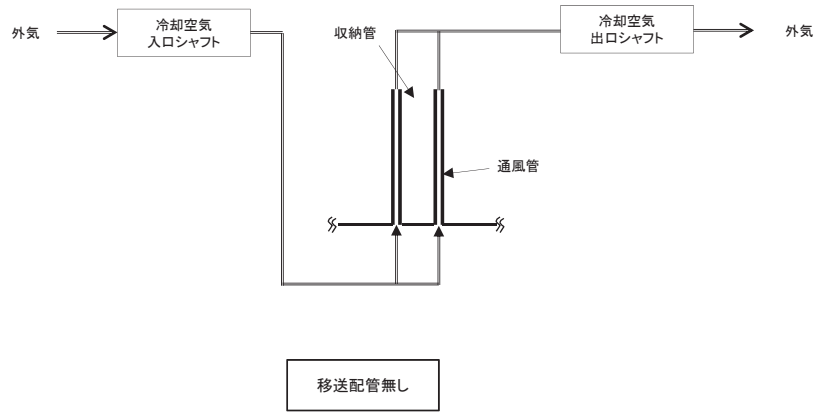 外気
冷却空気
入口シャフト
収納管
冷却空気
出口シャフト
外気
通風管
移送配管無し